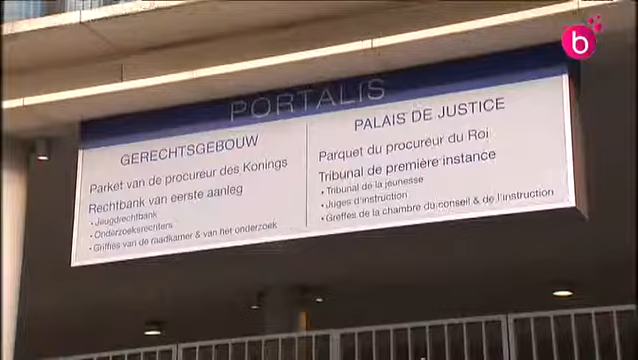 b
PORTALIS
GERECHTSGEBOUW
Parket van de procureur des Konings
Rechtbank van eerste aanleg
• Jeugdrechtbank
• Onderzoeksrechters
• Griffies van de raadkamer & van het onderzoek
PALAIS DE JUSTICE
Parquet du procureur du Roi
Tribunal de première instance
• Tribunal de la jeunesse
• Juges d'instruction
• Greffes de la chambre du conseil & de l'instruction